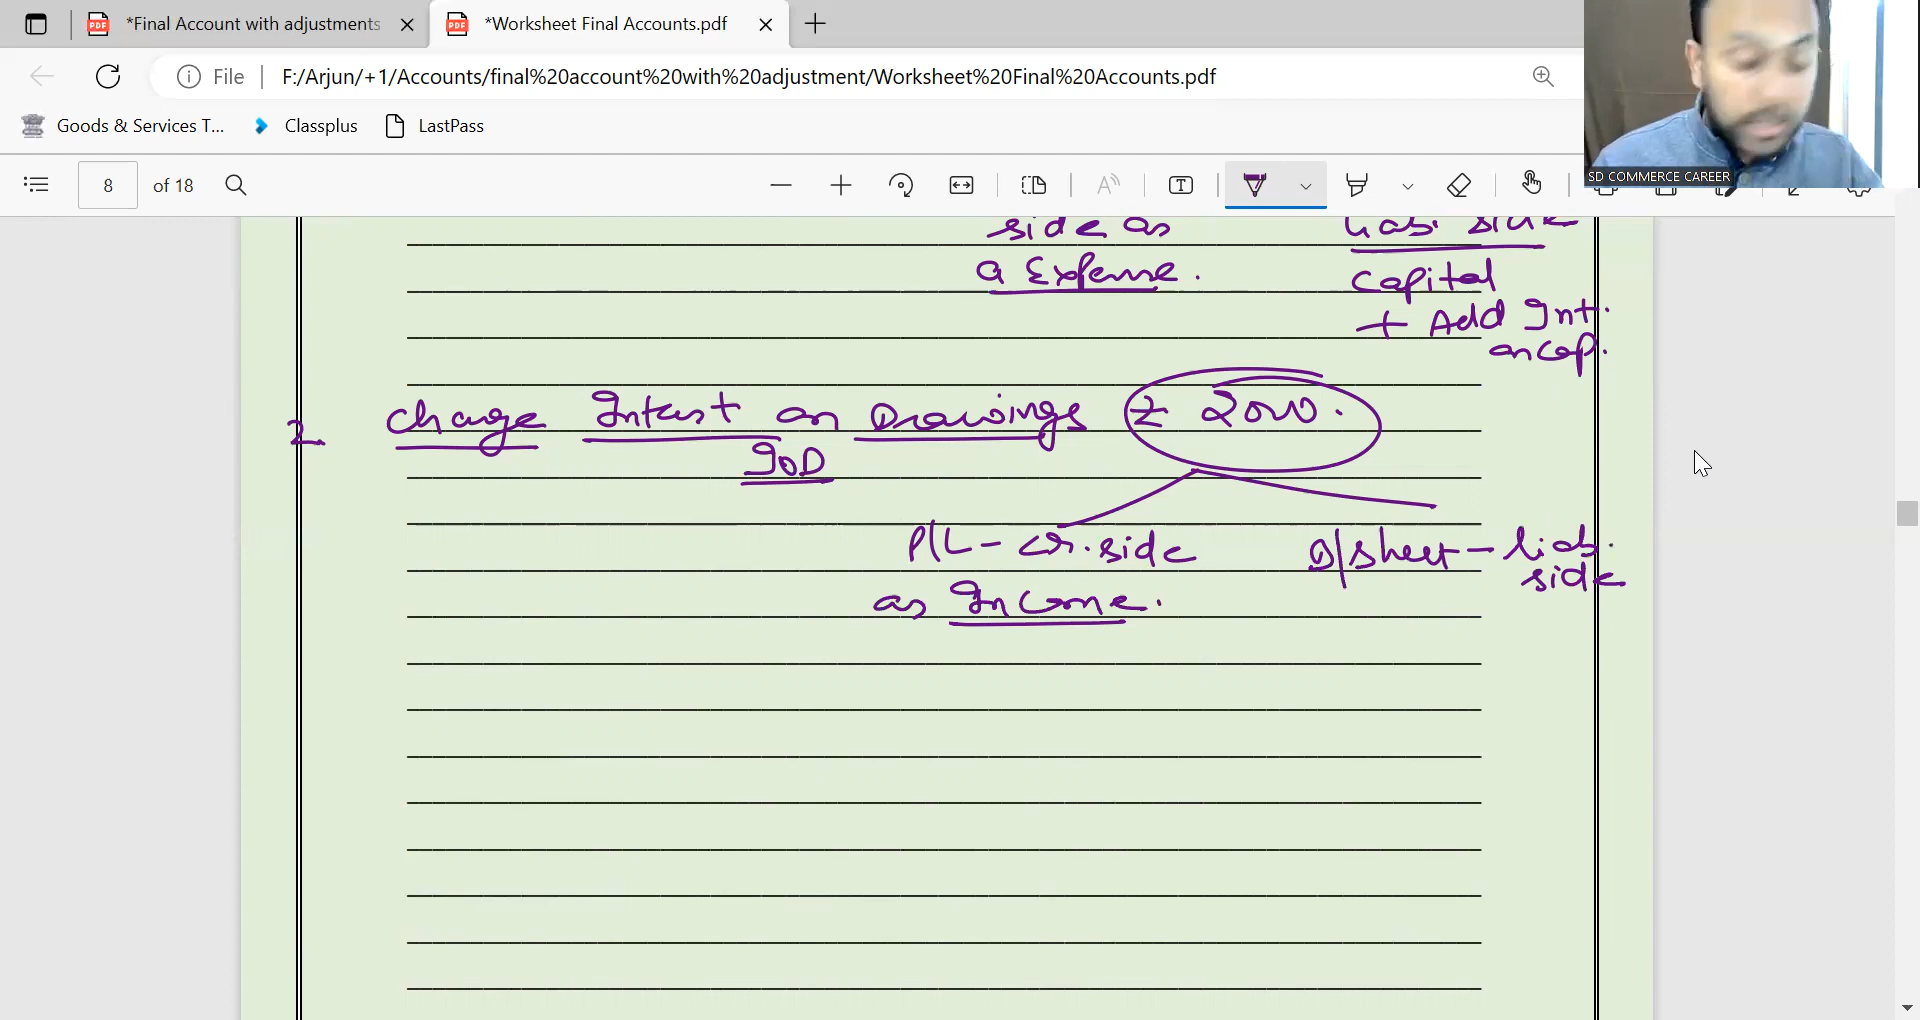 *Final Account with adjustments
*Worksheet Final Accounts.pdf
File
F:/Arjun/+1/Accounts/final%20account%20with%20adjustment/Worksheet%20Final%20Accounts.pdf
Goods & Services T...
Classplus
LastPass
8 of 18
SD COMMERCE CAREER
side as
a Expense.
Liab. side
Capital
+ Add Int.
on Cap.
2. Charge Interest on Drawings ₹ 2000.
IOD
P/L - Cr. side
as Income.
B/Sheet - Liab.
side